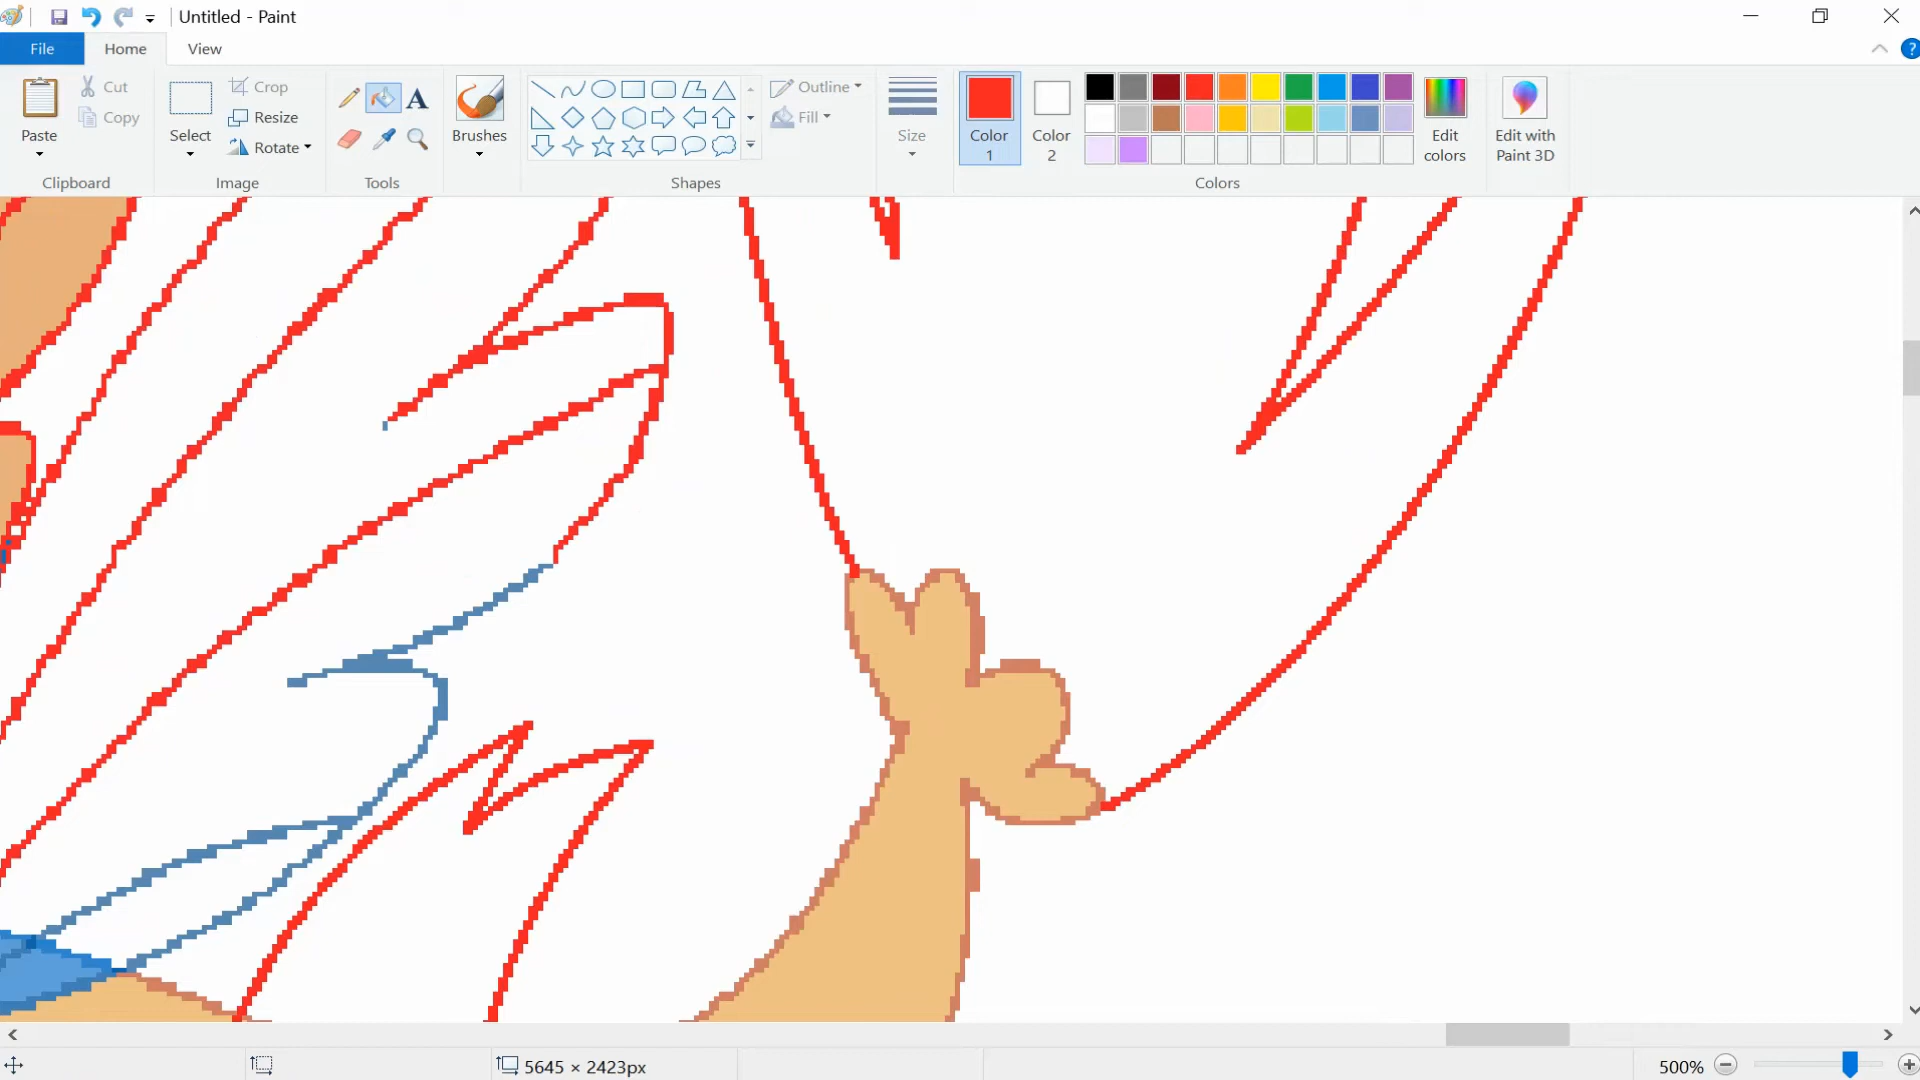 Untitled - Paint
File Home View
Paste
Cut
Copy
Clipboard
Select
Crop
Resize
Rotate
Image
A
Tools
Brushes
Outline
Fill
Shapes
Size
Color 1
Color 2
Edit colors
Edit with Paint 3D
Colors
5645 × 2423px
500%